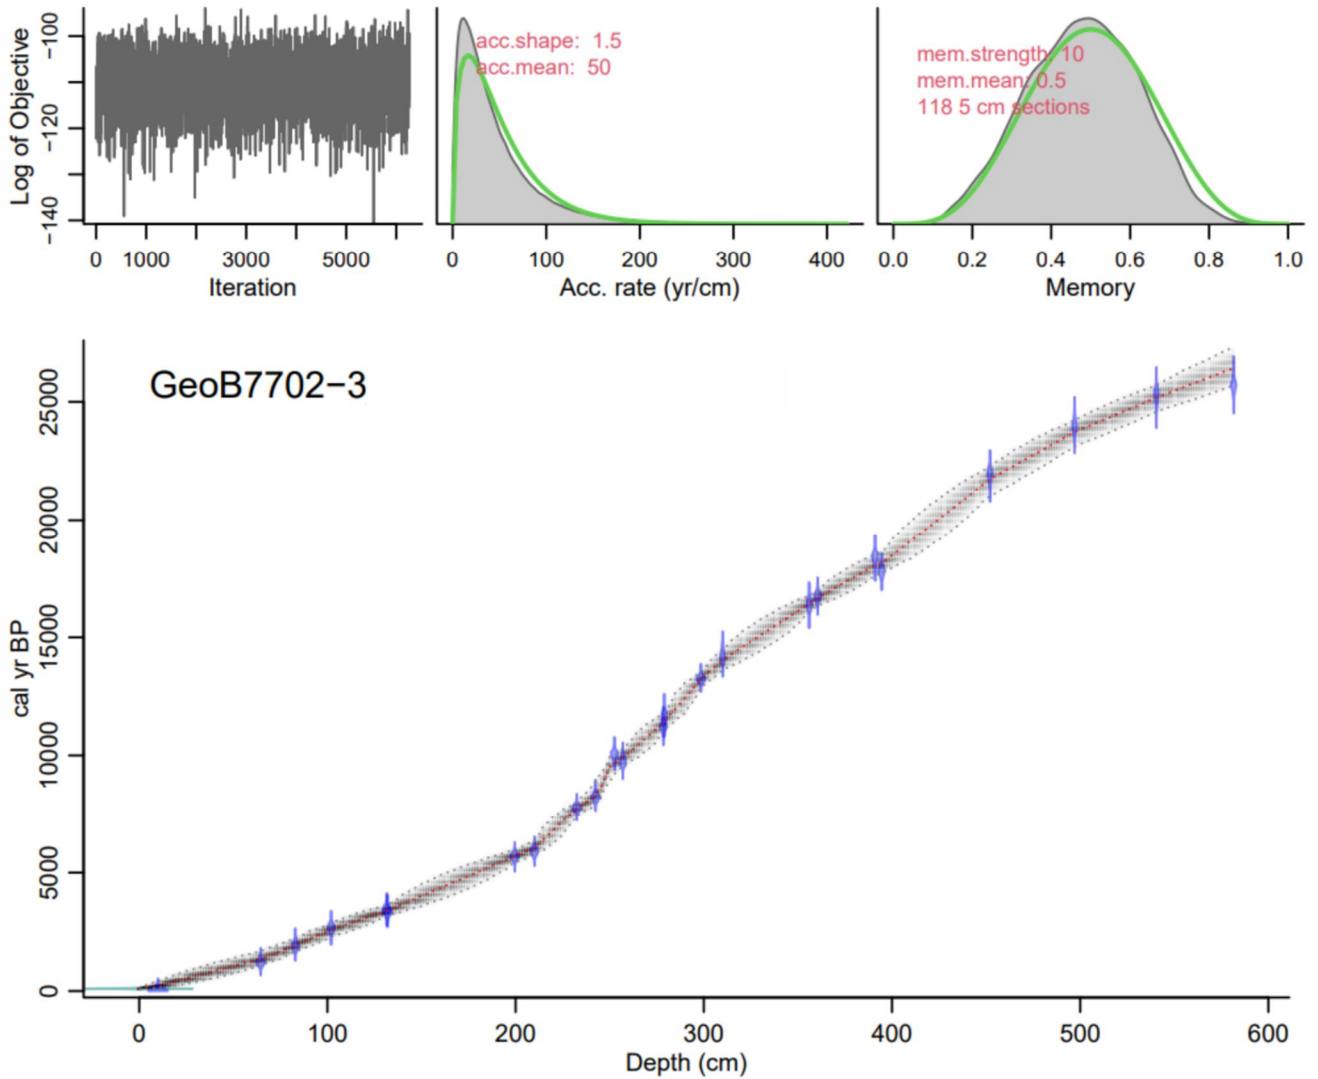 Log of Objective
−100
−120
−140
0 1000 3000 5000
Iteration
acc.shape: 1.5
acc.mean: 50
0 100 200 300 400
Acc. rate (yr/cm)
mem.strength: 10
mem.mean: 0.5
118 5 cm sections
0.0 0.2 0.4 0.6 0.8 1.0
Memory
GeoB7702−3
cal yr BP
25000
20000
15000
10000
5000
0
0 100 200 300 400 500 600
Depth (cm)